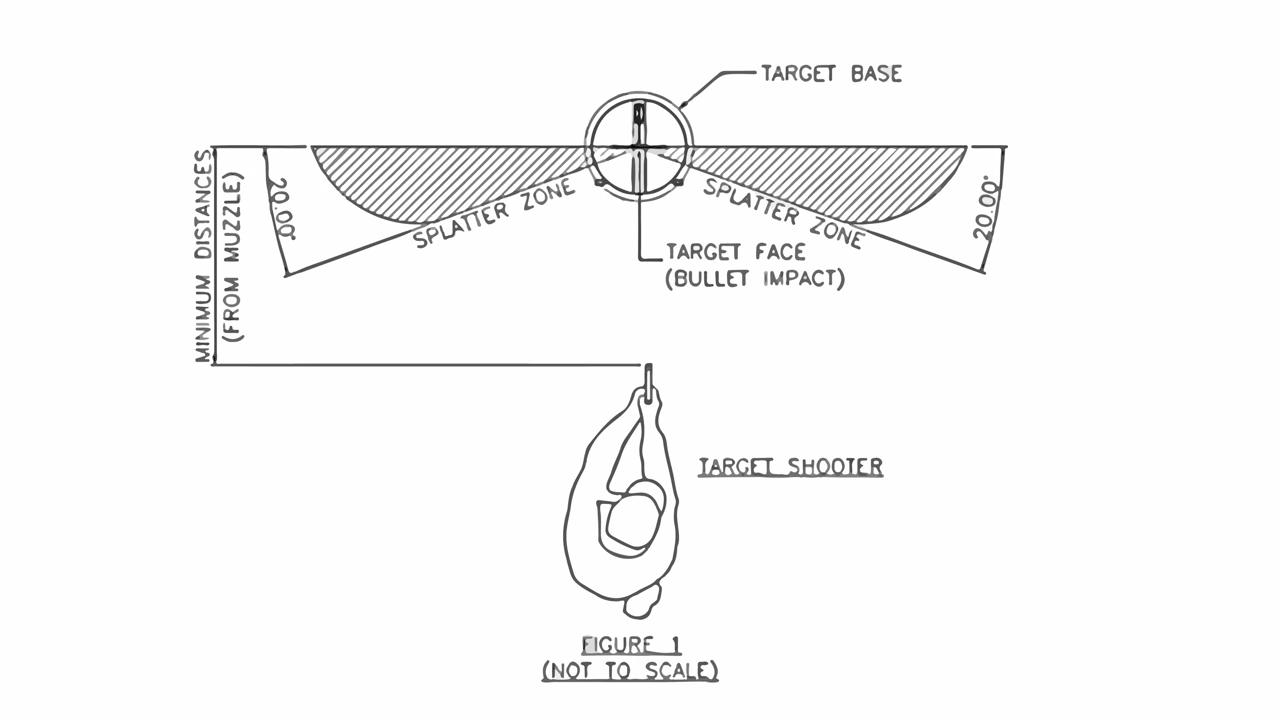 TARGET BASE
MINIMUM DISTANCES
(FROM MUZZLE)
20.00°
SPLATTER ZONE
SPLATTER ZONE
20.00°
TARGET FACE
(BULLET IMPACT)
TARGET SHOOTER
FIGURE 1
(NOT TO SCALE)